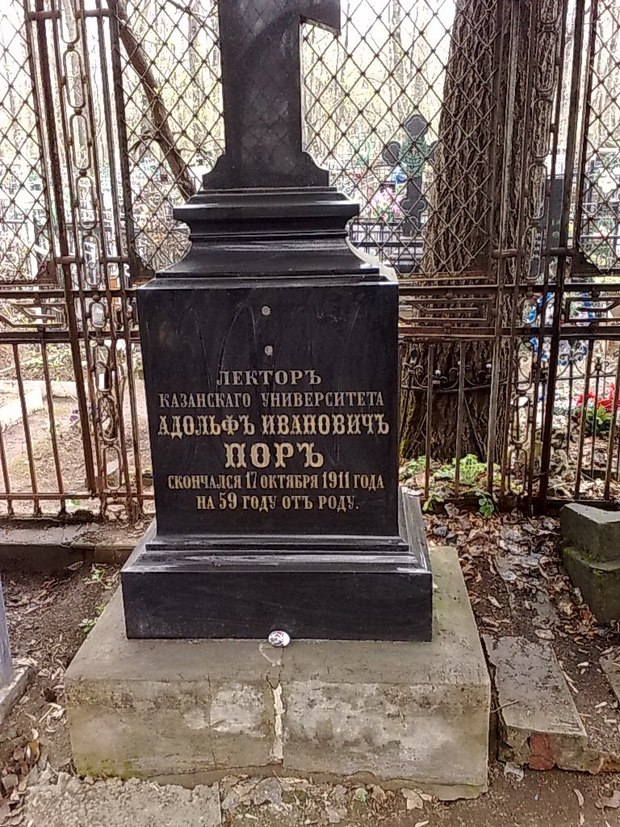 ЛЕКТОРЪ
КАЗАНСКАГО УНИВЕРСИТЕТА
АДОЛЬФЪ ИВАНОВИЧЪ
ПОРЪ
СКОНЧАЛСЯ 17 ОКТЯБРЯ 1911 ГОДА
НА 59 ГОДУ ОТЪ РОДУ.